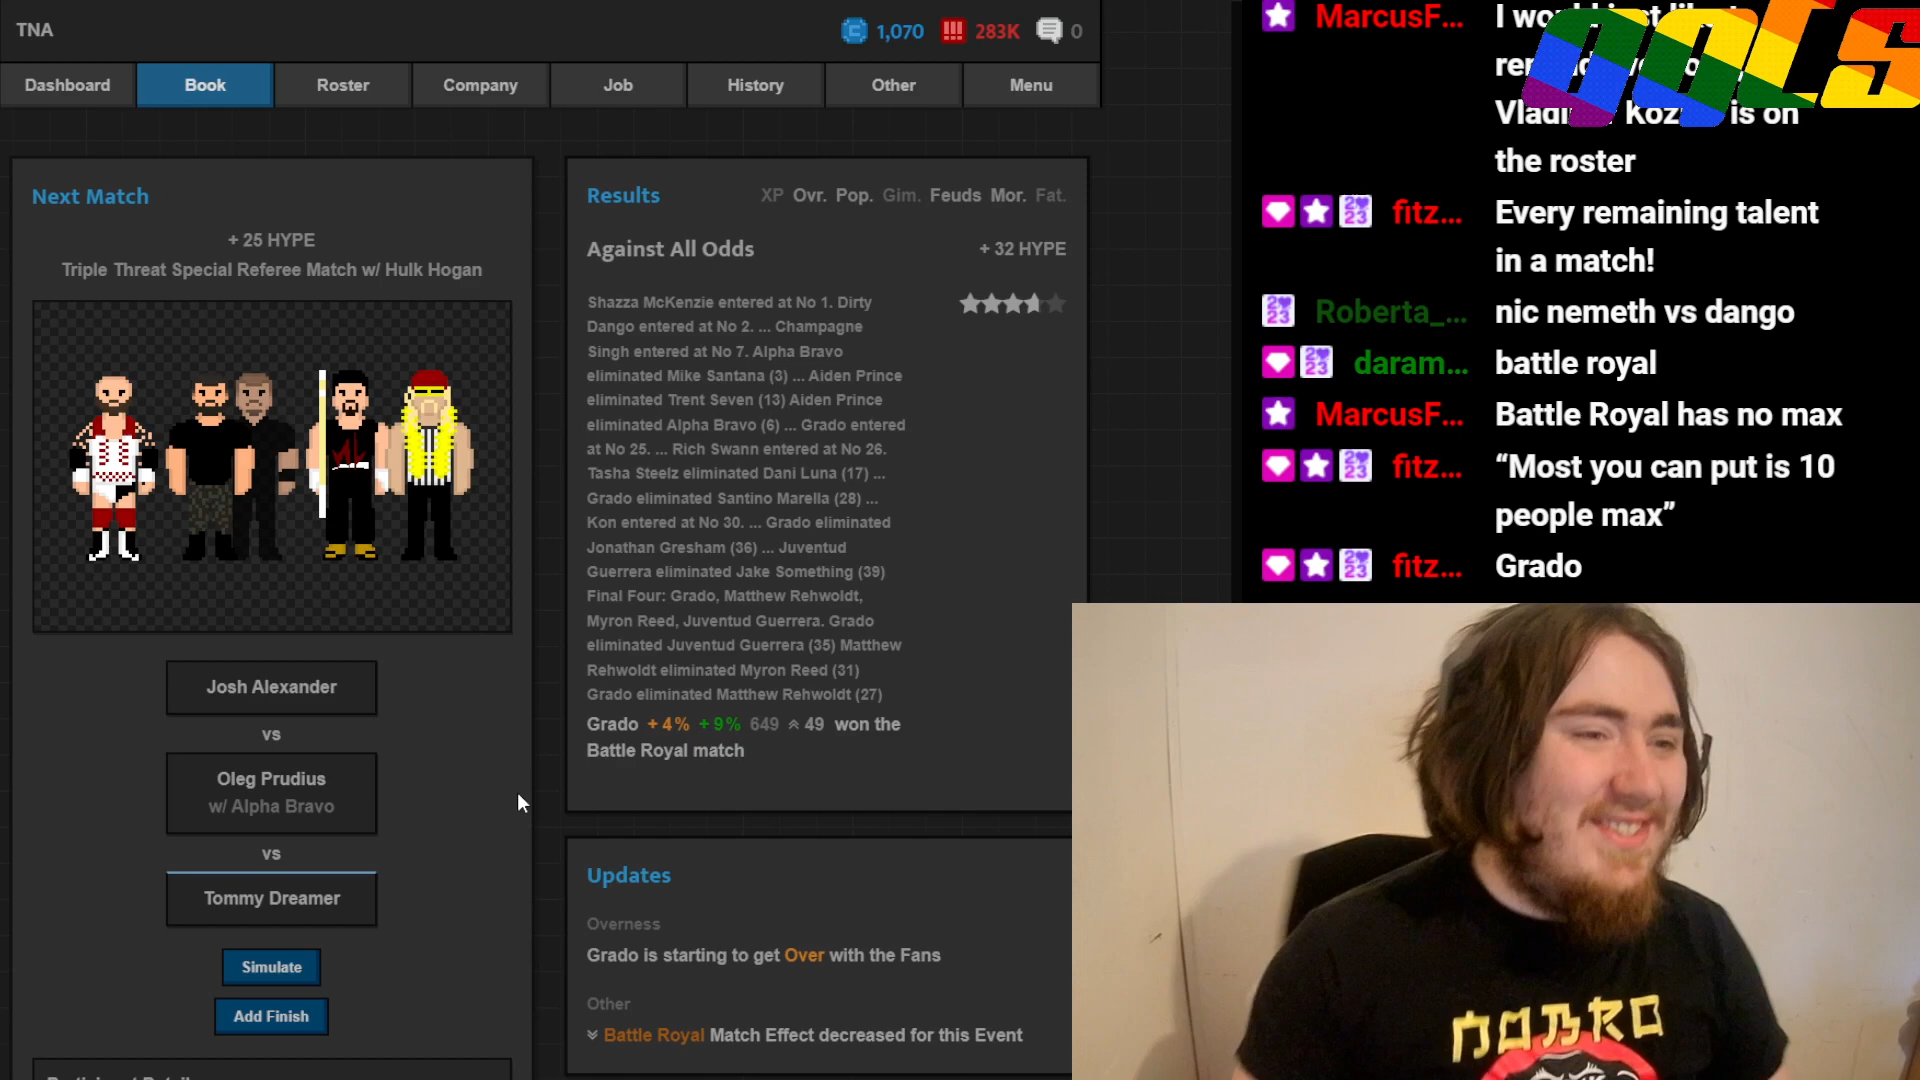 TNA
1,070
283K
0
Dashboard
Book
Roster
Company
Job
History
Other
Menu
Next Match
+ 25 HYPE
Triple Threat Special Referee Match w/ Hulk Hogan
Josh Alexander
vs
Oleg Prudius
w/ Alpha Bravo
vs
Tommy Dreamer
Simulate
Add Finish
Results
XP Ovr. Pop. Gim. Feuds Mor. Fat.
Against All Odds
+ 32 HYPE
Shazza McKenzie entered at No 1. Dirty
Dango entered at No 2. ... Champagne
Singh entered at No 7. Alpha Bravo
eliminated Mike Santana (3) ... Aiden Prince
eliminated Trent Seven (13) Aiden Prince
eliminated Alpha Bravo (6) ... Grado entered
at No 25. ... Rich Swann entered at No 26.
Tasha Steelz eliminated Dani Luna (17) ...
Grado eliminated Santino Marella (28) ...
Kon entered at No 30. ... Grado eliminated
Jonathan Gresham (36) ... Juventud
Guerrera eliminated Jake Something (39)
Final Four: Grado, Matthew Rehwoldt,
Myron Reed, Juventud Guerrera. Grado
eliminated Juventud Guerrera (35) Matthew
Rehwoldt eliminated Myron Reed (31)
Grado eliminated Matthew Rehwoldt (27)
Grado + 4% + 9% 649 49 won the
Battle Royal match
Updates
Overness
Grado is starting to get Over with the Fans
Other
Battle Royal Match Effect decreased for this Event
MarcusF... I would just like
is on
the roster
fitz... Every remaining talent
in a match!
Roberta_... nic nemeth vs dango
daram... battle royal
MarcusF... Battle Royal has no max
fitz... “Most you can put is 10
people max”
fitz... Grado